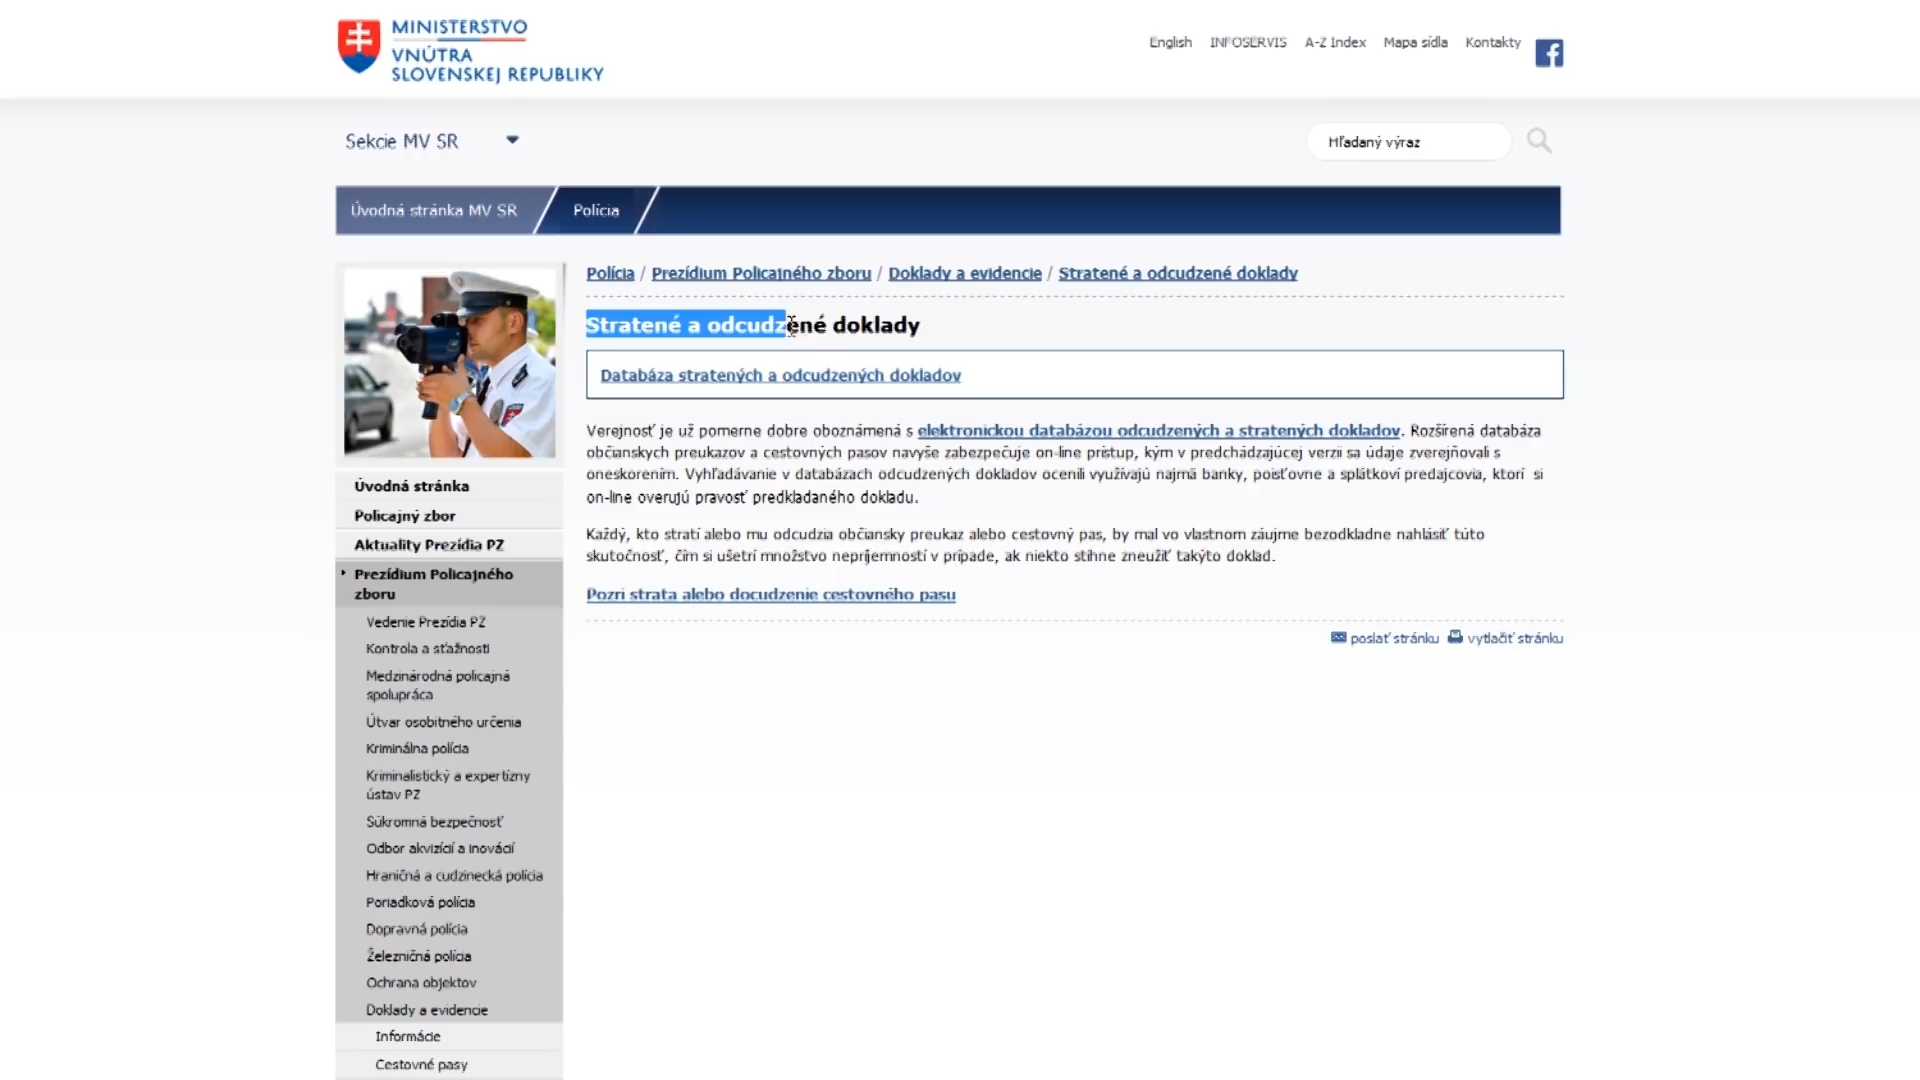 MINISTERSTVO
VNÚTRA
SLOVENSKEJ REPUBLIKY
English INFOSERVIS A-Z Index Mapa sídla Kontakty
Sekcie MV SR
Hľadaný výraz
Úvodná stránka MV SR Polícia
Polícia / Prezídium Policajného zboru / Doklady a evidencie / Stratené a odcudzené doklady
Stratené a odcudzené doklady
Databáza stratených a odcudzených dokladov
Verejnosť je už pomerne dobre oboznámená s elektronickou databázou odcudzených a stratených dokladov. Rozšírená databáza
občianskych preukazov a cestovných pasov navyše zabezpečuje on-line prístup, kým v predchádzajúcej verzii sa údaje zverejňovali s
oneskorením. Vyhľadávanie v databázach odcudzených dokladov ocenili využívajú najmä banky, poisťovne a splátkoví predajcovia, ktorí si
on-line overujú pravosť predkladaného dokladu.
Každý, kto stratí alebo mu odcudzia občiansky preukaz alebo cestovný pas, by mal vo vlastnom záujme bezodkladne nahlásiť túto
skutočnosť, čím si ušetrí množstvo nepríjemností v prípade, ak niekto stihne zneužiť takýto doklad.
Pozri strata alebo docudzenie cestovného pasu
poslať stránku vytlačiť stránku
Úvodná stránka
Policajný zbor
Aktuality Prezídia PZ
Prezídium Policajného
zboru
Vedenie Prezídia PZ
Kontrola a sťažnosti
Medzinárodná policajná
spolupráca
Útvar osobitného určenia
Kriminálna polícia
Kriminalistický a expertízny
ústav PZ
Súkromná bezpečnosť
Odbor akvizícií a inovácií
Hraničná a cudzinecká polícia
Poriadková polícia
Dopravná polícia
Železničná polícia
Ochrana objektov
Doklady a evidencie
Informácie
Cestovné pasy